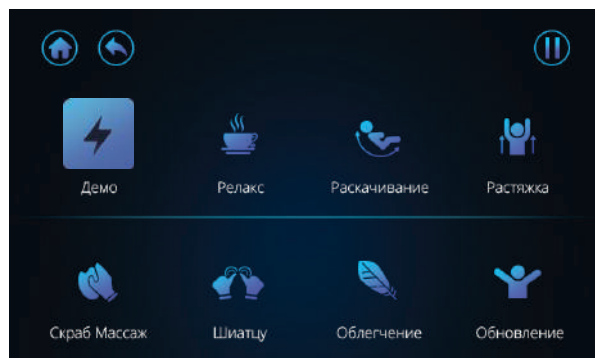 Демо
Релакс
Раскачивание
Растяжка
Скраб Массаж
Шиатцу
Облегчение
Обновление